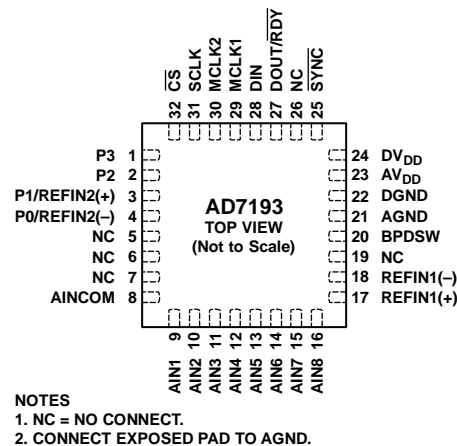 32 CS
31 SCLK
30 MCLK2
29 MCLK1
28 DIN
27 DOUT/RDY
26 NC
25 SYNC
P3 1
P2 2
P1/REFIN2(+) 3
P0/REFIN2(–) 4
NC 5
NC 6
NC 7
AINCOM 8
AD7193
TOP VIEW
(Not to Scale)
24 DVDD
23 AVDD
22 DGND
21 AGND
20 BPDSW
19 NC
18 REFIN1(–)
17 REFIN1(+)
AIN1 9
AIN2 10
AIN3 11
AIN4 12
AIN5 13
AIN6 14
AIN7 15
AIN8 16
NOTES
1. NC = NO CONNECT.
2. CONNECT EXPOSED PAD TO AGND.